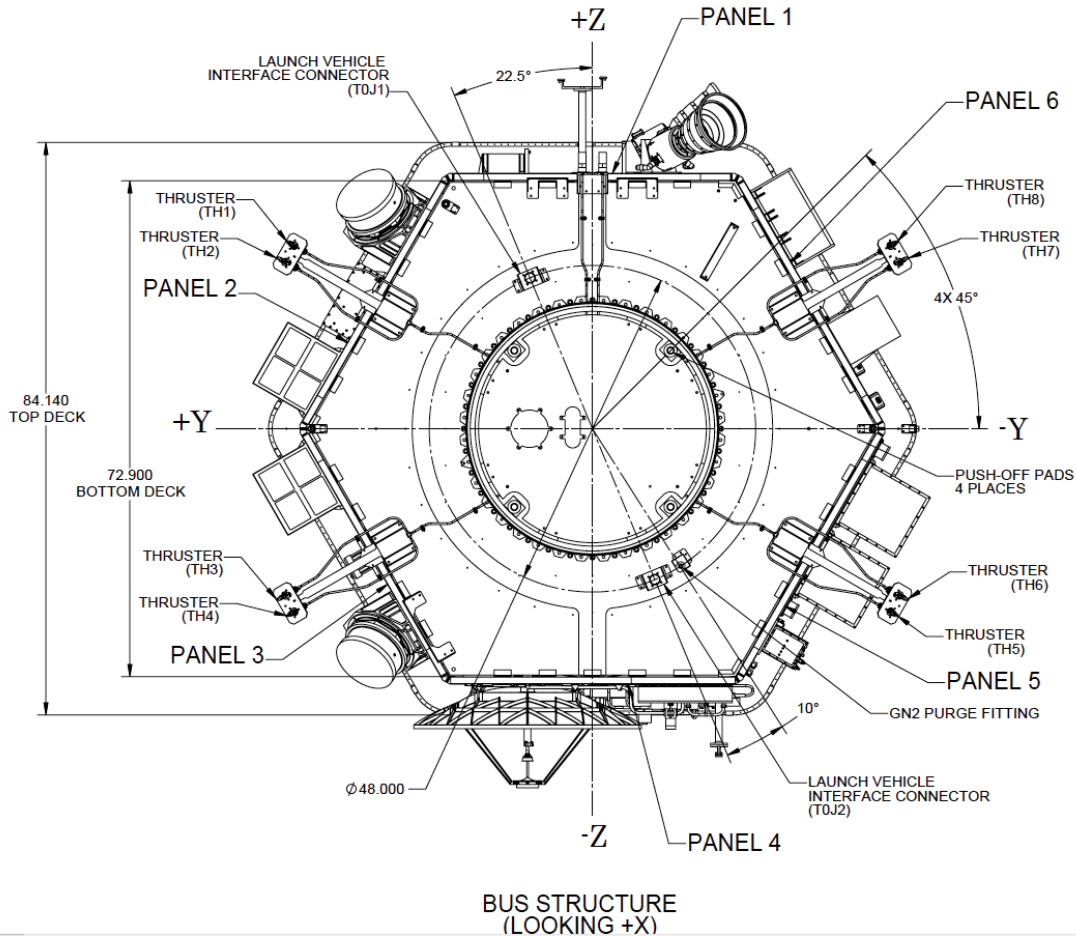 +Z
PANEL 1
LAUNCH VEHICLE
INTERFACE CONNECTOR
(T0J1)
22.5°
PANEL 6
THRUSTER
(TH1)
THRUSTER
(TH8)
THRUSTER
(TH2)
THRUSTER
(TH7)
PANEL 2
4X 45°
84.140
TOP DECK
+Y
-Y
72.900
BOTTOM DECK
PUSH-OFF PADS
4 PLACES
THRUSTER
(TH3)
THRUSTER
(TH6)
THRUSTER
(TH4)
THRUSTER
(TH5)
PANEL 3
PANEL 5
GN2 PURGE FITTING
10°
Ø48.000
LAUNCH VEHICLE
INTERFACE CONNECTOR
(T0J2)
-Z
PANEL 4
BUS STRUCTURE
(LOOKING +X)